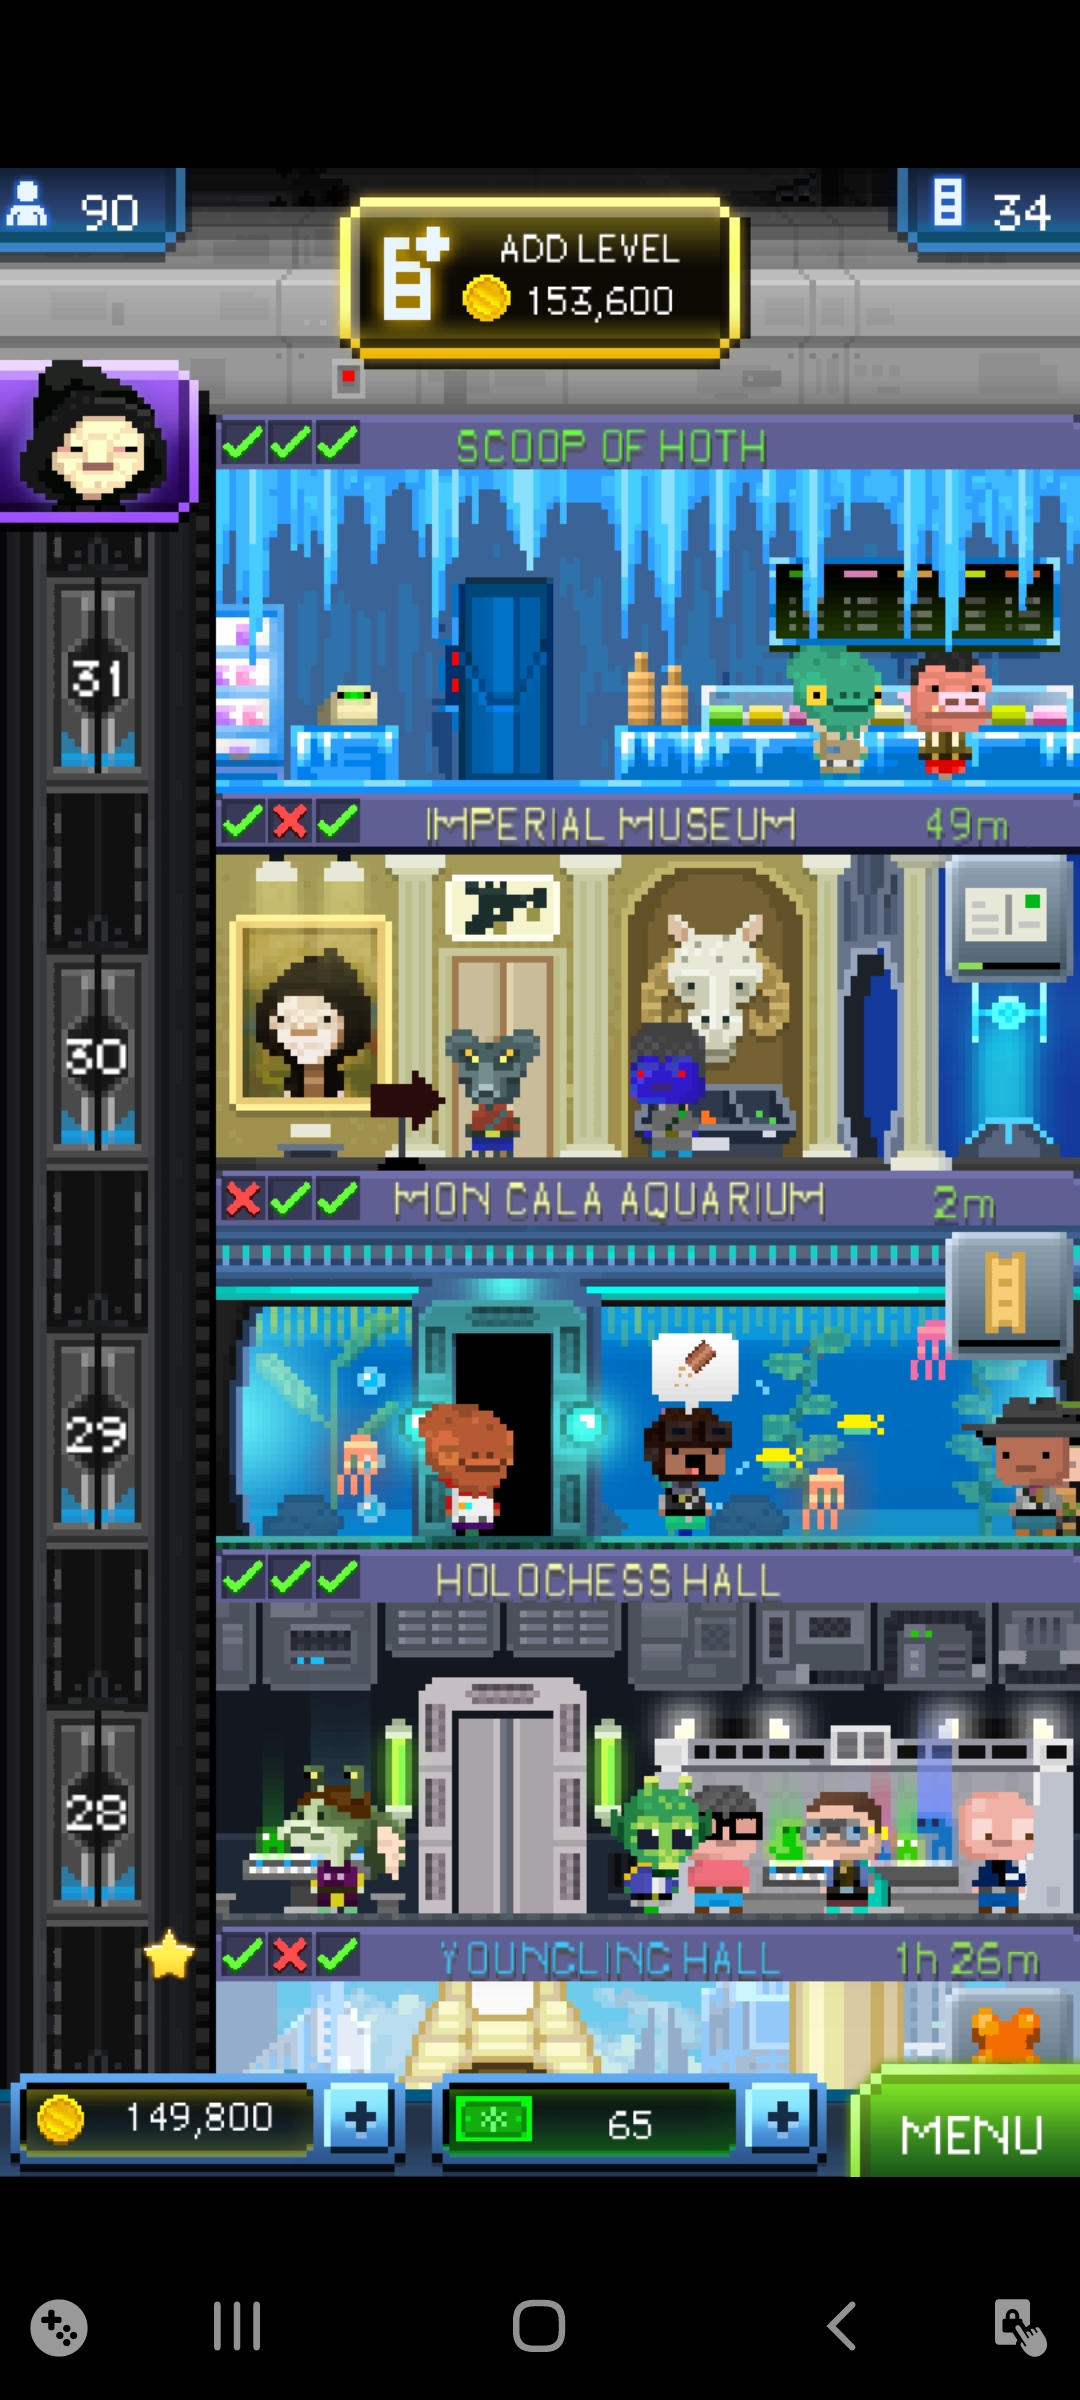 90
34
ADD LEVEL
153,600
SCOOP OF HOTH
31
IMPERIAL MUSEUM 49m
30
MON CALA AQUARIUM 2m
29
HOLOCHESS HALL
28
YOUNGLING HALL 1h 26m
149,800
65
MENU